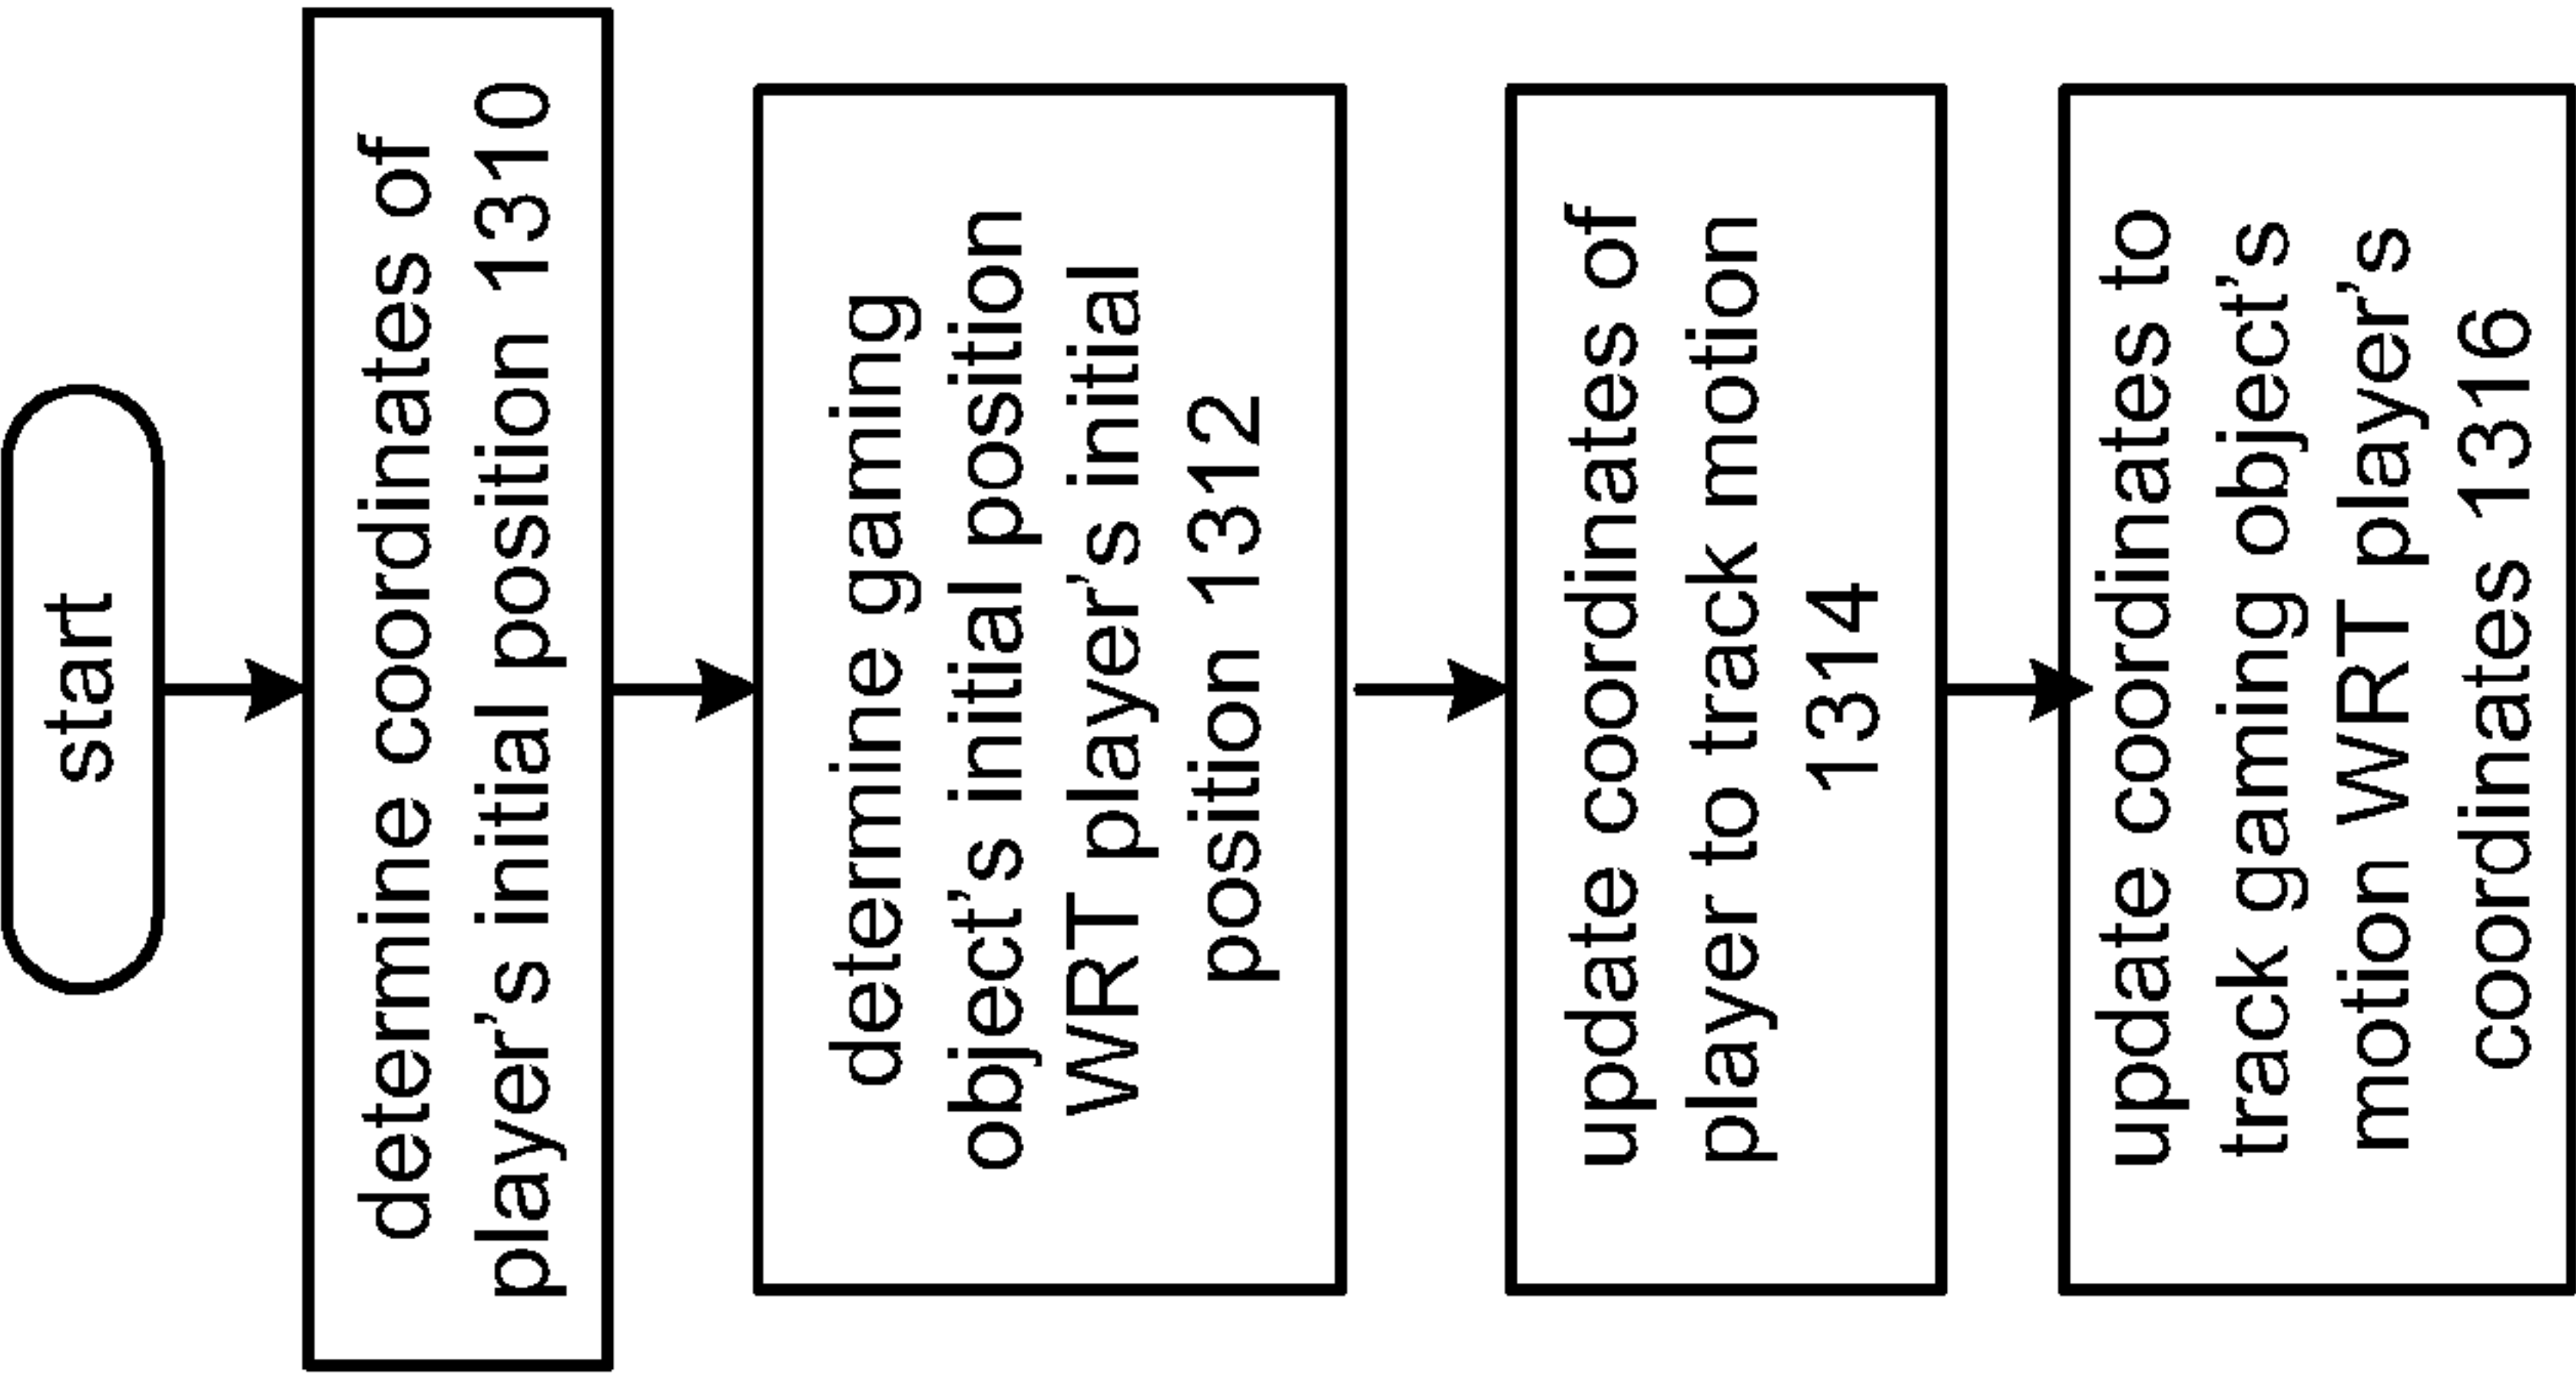 start
determine coordinates of
player's initial position 1310
determine gaming
object's initial position
WRT player's initial
position 1312
update coordinates of
player to track motion
1314
update coordinates to
track gaming object's
motion WRT player's
coordinates 1316